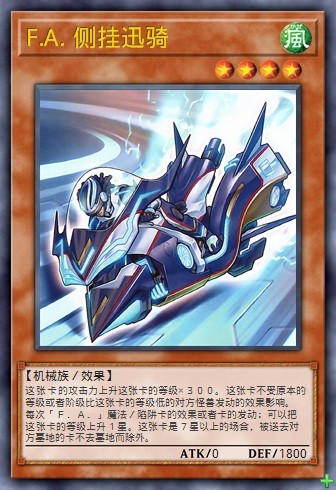 F.A. 侧挂迅骑
風
【机械族/效果】
这张卡的攻击力上升这张卡的等级×300。这张卡不受原本的
等级或者阶级比这张卡的等级低的对方怪兽发动的效果影响。
每次「F.A.」魔法/陷阱卡的效果或者卡的发动；可以把
这张卡的等级上升1星。这张卡是7星以上的场合，被送去对
方墓地的卡不去墓地而除外。
ATK/0 DEF/1800